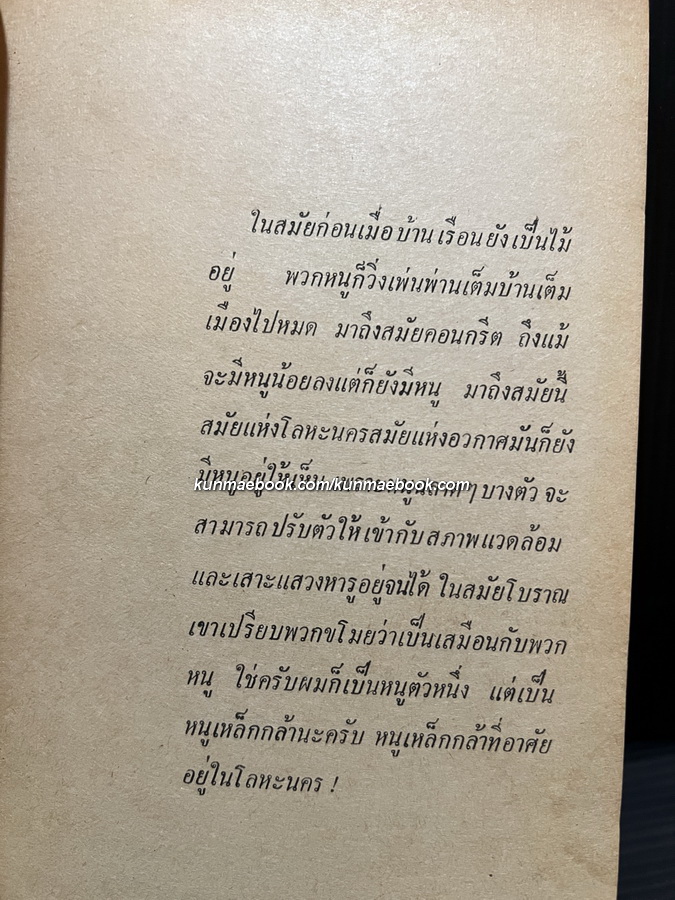 ในสมัยก่อนเมื่อบ้านเรือนยังเป็นไม้
อยู่ พวกหนูก็วิ่งเพ่นพ่านเต็มบ้านเต็ม
เมืองไปหมด มาถึงสมัยคอนกรีต ถึงแม้
จะมีหนูน้อยลงแต่ก็ยังมีหนู มาถึงสมัยนี้
สมัยแห่งโลหะนครสมัยแห่งอวกาศมันก็ยัง
มีหนูอยู่ให้เห็น ๆ บางตัว จะ
kunmaebook.com/kunmaebook.com
สามารถปรับตัวให้เข้ากับสภาพแวดล้อม
และเสาะแสวงหารูอยู่จนได้ ในสมัยโบราณ
เขาเปรียบพวกขโมยว่าเป็นเสมือนกับพวก
หนู ใช่ครับผมก็เป็นหนูตัวหนึ่ง แต่เป็น
หนูเหล็กกล้านะครับ หนูเหล็กกล้าที่อาศัย
อยู่ในโลหะนคร !